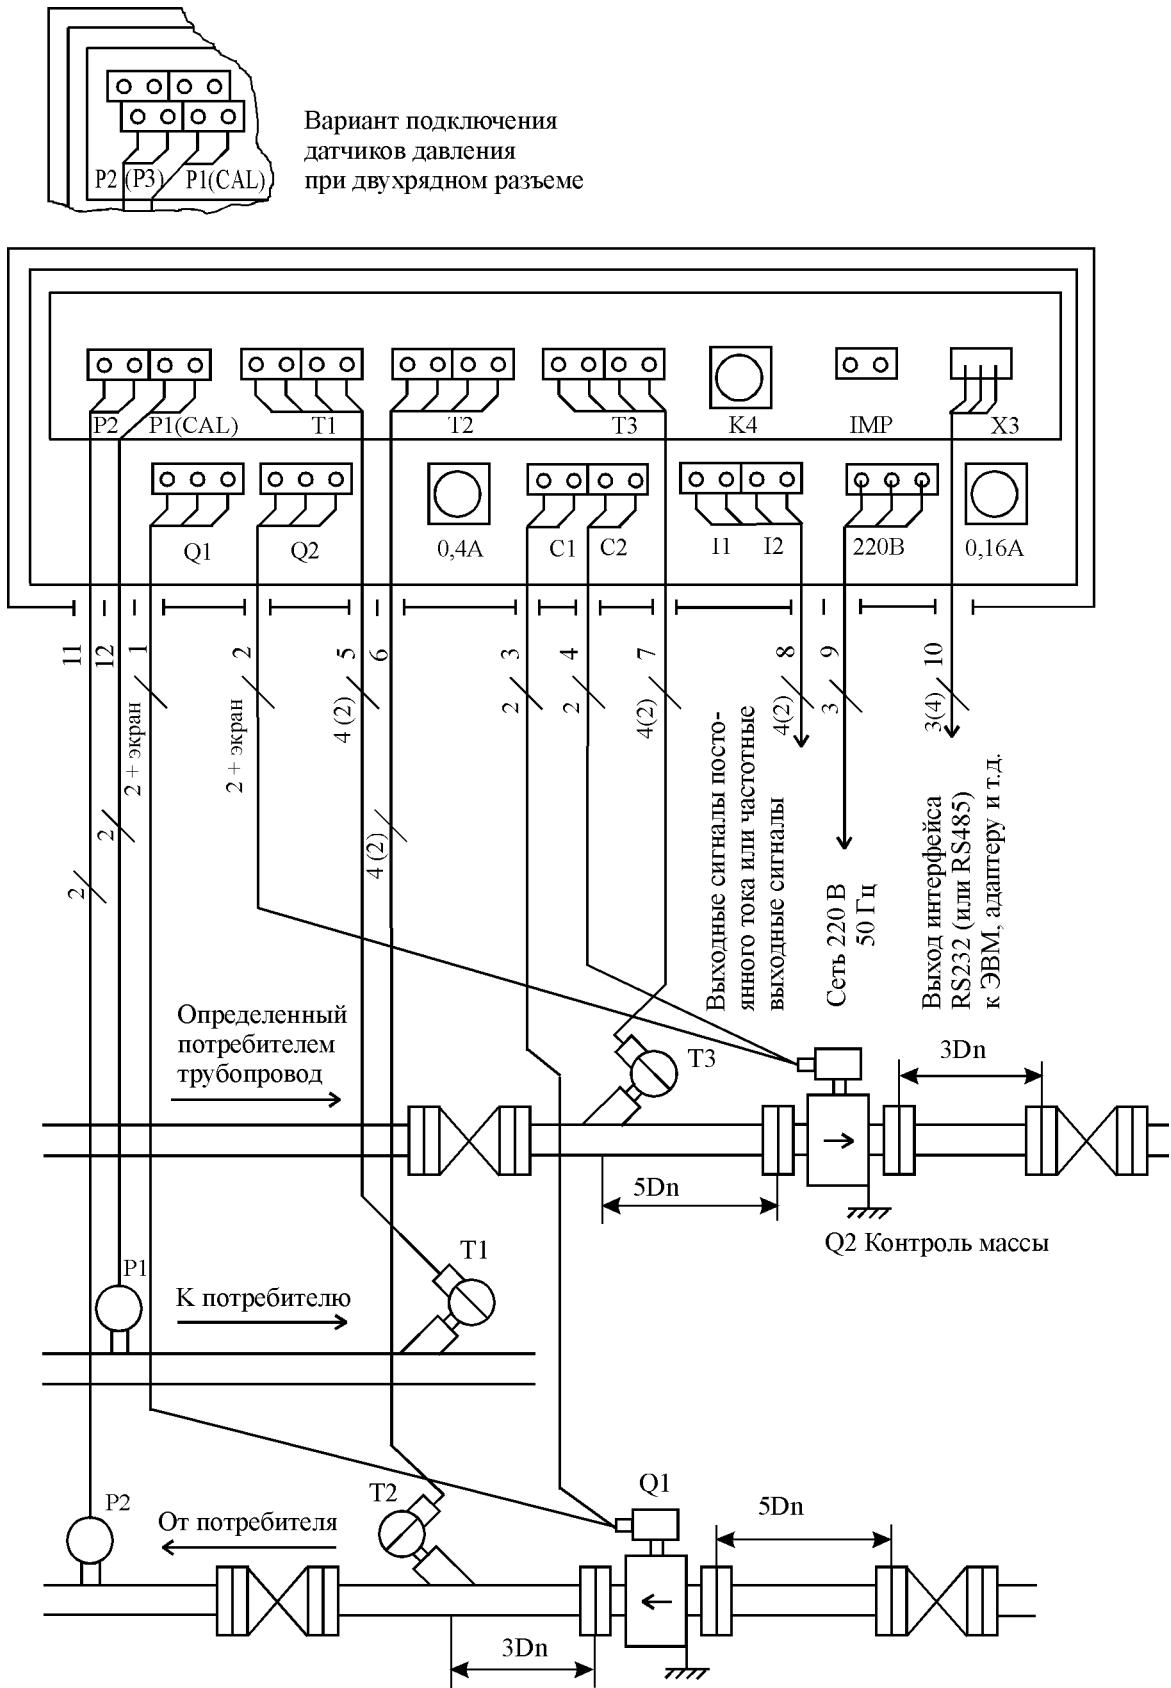 Вариант подключения
датчиков давления
при двухрядном разъеме
P2 (P3) P1(CAL)
P2 P1(CAL) T1 T2 T3 K4 IMP X3
Q1 Q2 0,4A C1 C2 I1 I2 220В 0,16A
11 12 1 2 5 6 3 4 7 8 9 10
2
2
2 + экран
2 + экран
4 (2)
4 (2)
2
2
4(2)
4(2)
3
3(4)
Выходные сигналы посто-
янного тока или частотные
выходные сигналы
Сеть 220 В
50 Гц
Выход интерфейса
RS232 (или RS485)
к ЭВМ, адаптеру и т.д.
Определенный
потребителем
трубопровод
T3
3Dn
5Dn
Q2 Контроль массы
P1
T1
К потребителю
P2
T2
Q1
От потребителя
5Dn
3Dn